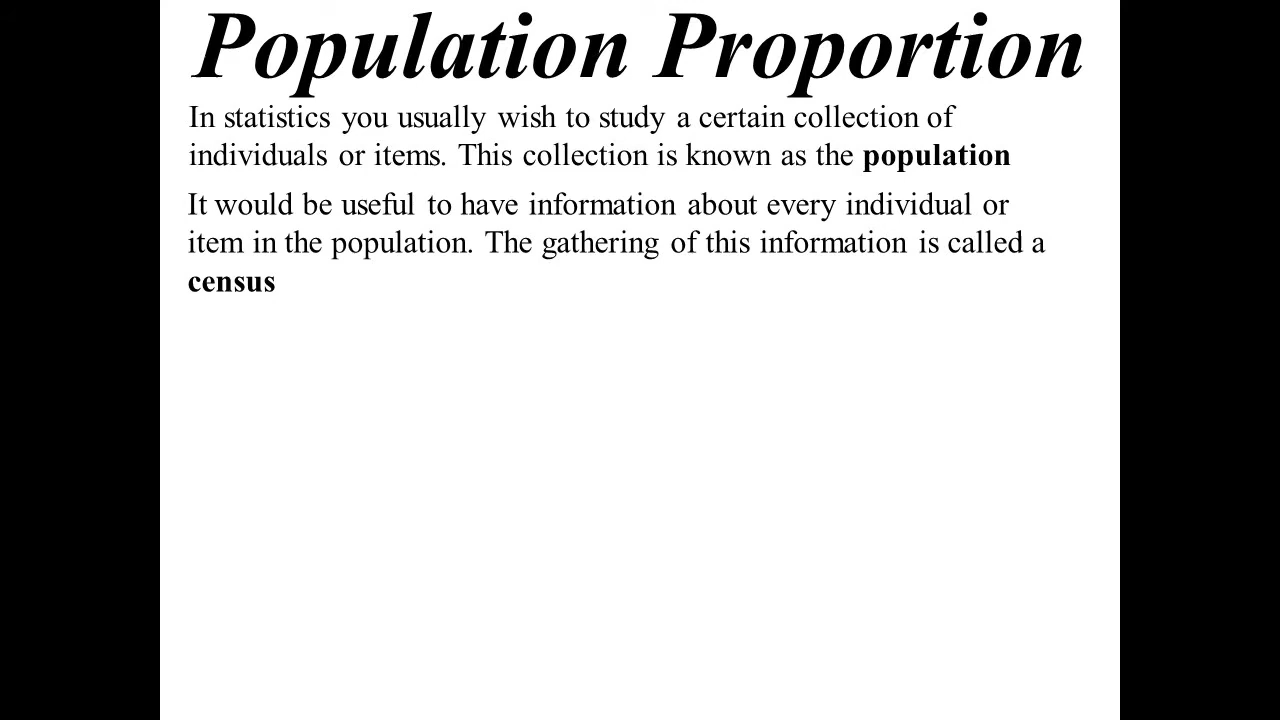 Population Proportion
In statistics you usually wish to study a certain collection of
individuals or items. This collection is known as the population
It would be useful to have information about every individual or
item in the population. The gathering of this information is called a
census